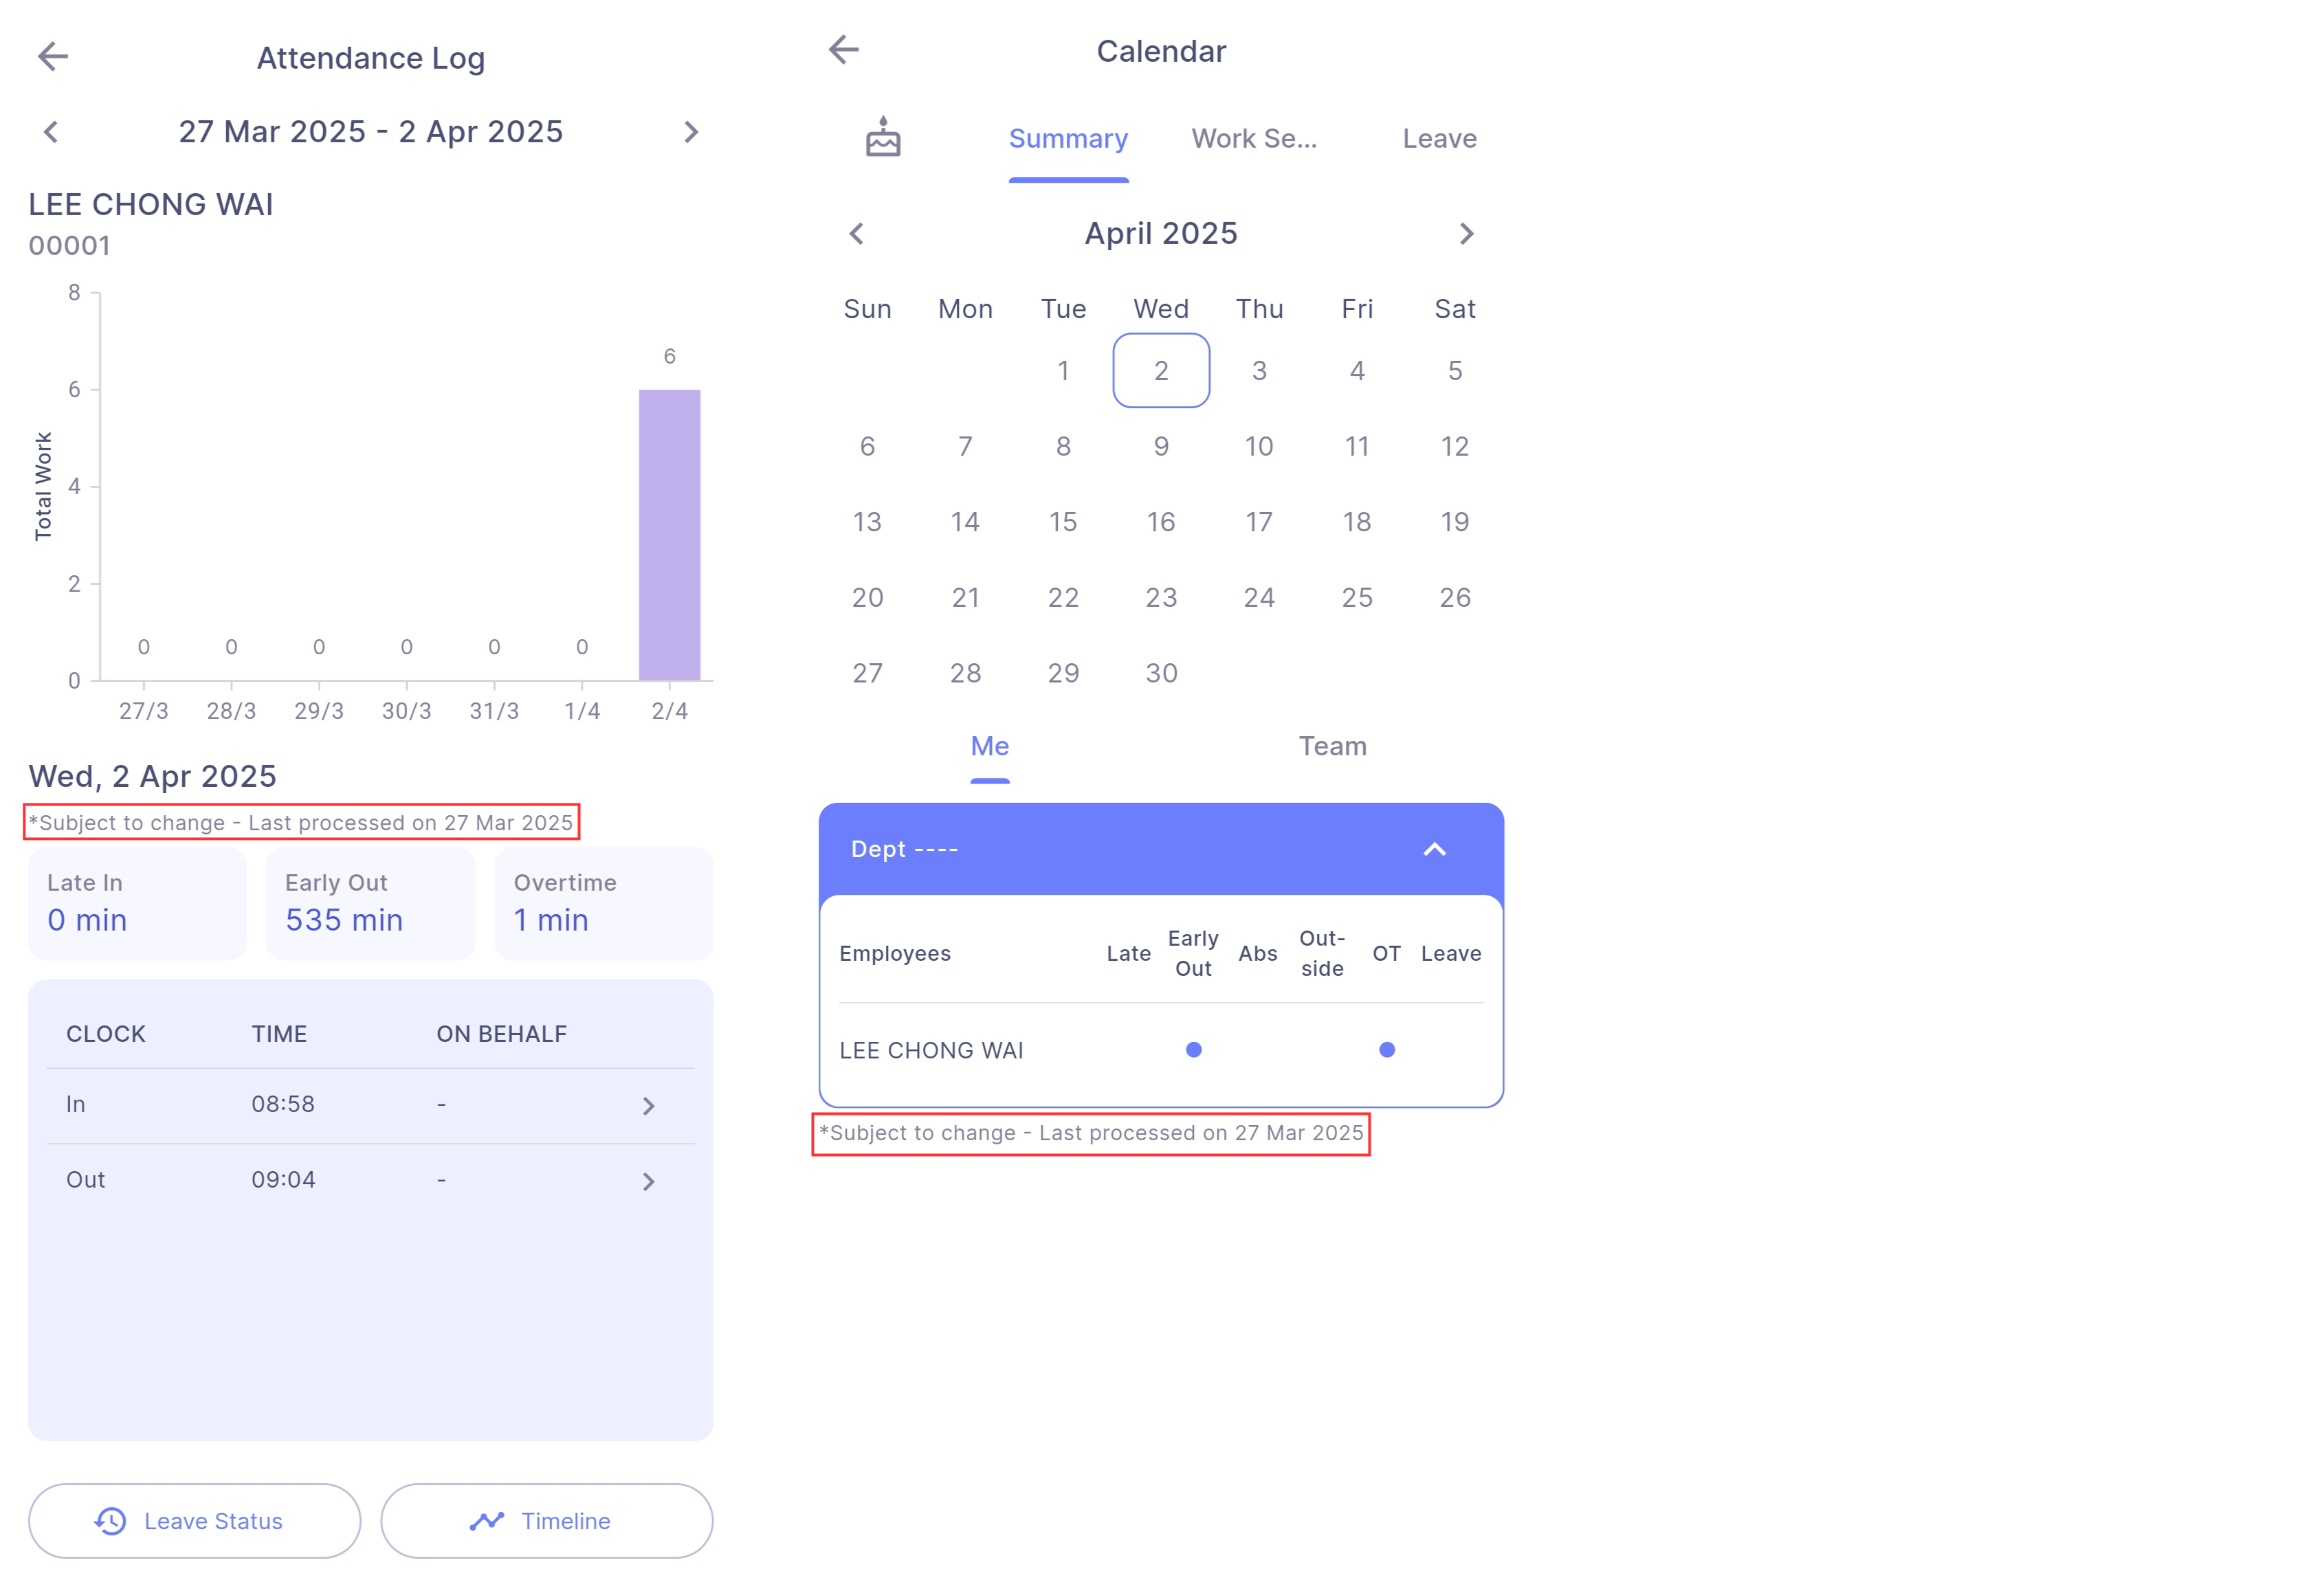 Attendance Log
27 Mar 2025 - 2 Apr 2025
LEE CHONG WAI
00001
Total Work
8
6
4
2
0
0
0
0
0
0
0
6
27/3
28/3
29/3
30/3
31/3
1/4
2/4
Wed, 2 Apr 2025
*Subject to change - Last processed on 27 Mar 2025
Late In
0 min
Early Out
535 min
Overtime
1 min
CLOCK TIME ON BEHALF
In 08:58 -
Out 09:04 -
Leave Status
Timeline
Calendar
Summary Work Se... Leave
April 2025
Sun Mon Tue Wed Thu Fri Sat
1 2 3 4 5
6 7 8 9 10 11 12
13 14 15 16 17 18 19
20 21 22 23 24 25 26
27 28 29 30
Me Team
Dept ----
Employees Late Early Out Abs Out-side OT Leave
LEE CHONG WAI
*Subject to change - Last processed on 27 Mar 2025